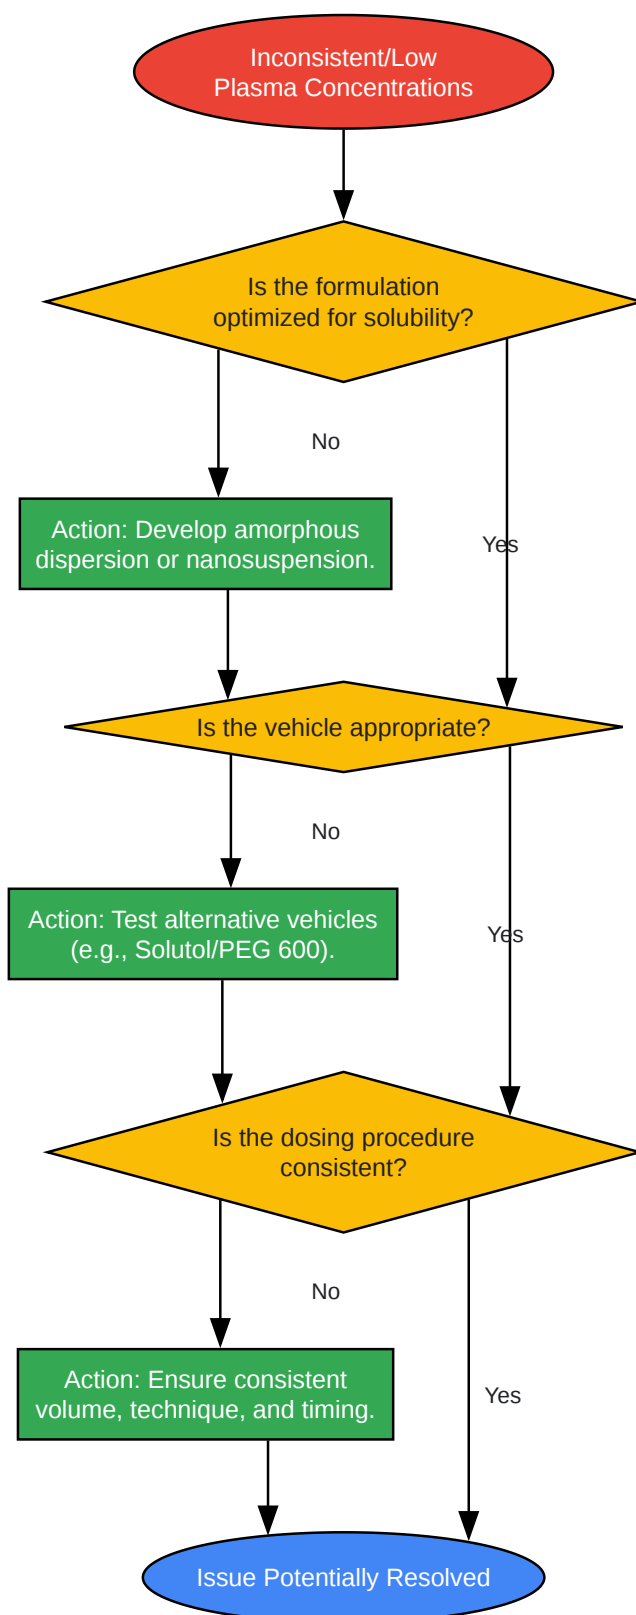 Inconsistent/Low
Plasma Concentrations
Is the formulation
optimized for solubility?
No
Action: Develop amorphous
dispersion or nanosuspension.
Yes
Is the vehicle appropriate?
No
Action: Test alternative vehicles
(e.g., Solutol/PEG 600).
Yes
Is the dosing procedure
consistent?
No
Action: Ensure consistent
volume, technique, and timing.
Yes
Issue Potentially Resolved